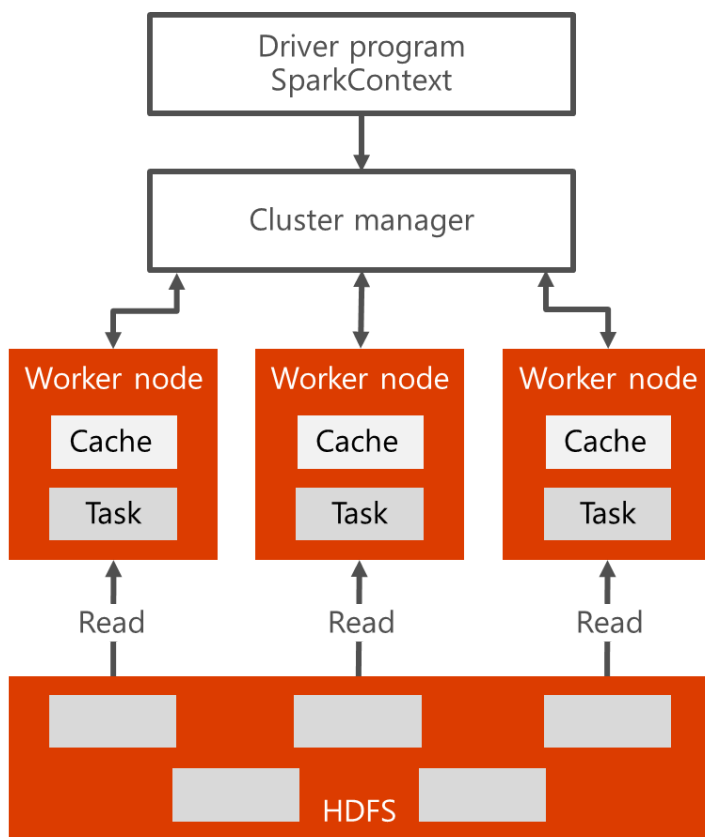 Driver program
SparkContext
Cluster manager
Worker node
Cache
Task
Worker node
Cache
Task
Worker node
Cache
Task
Read
Read
Read
HDFS